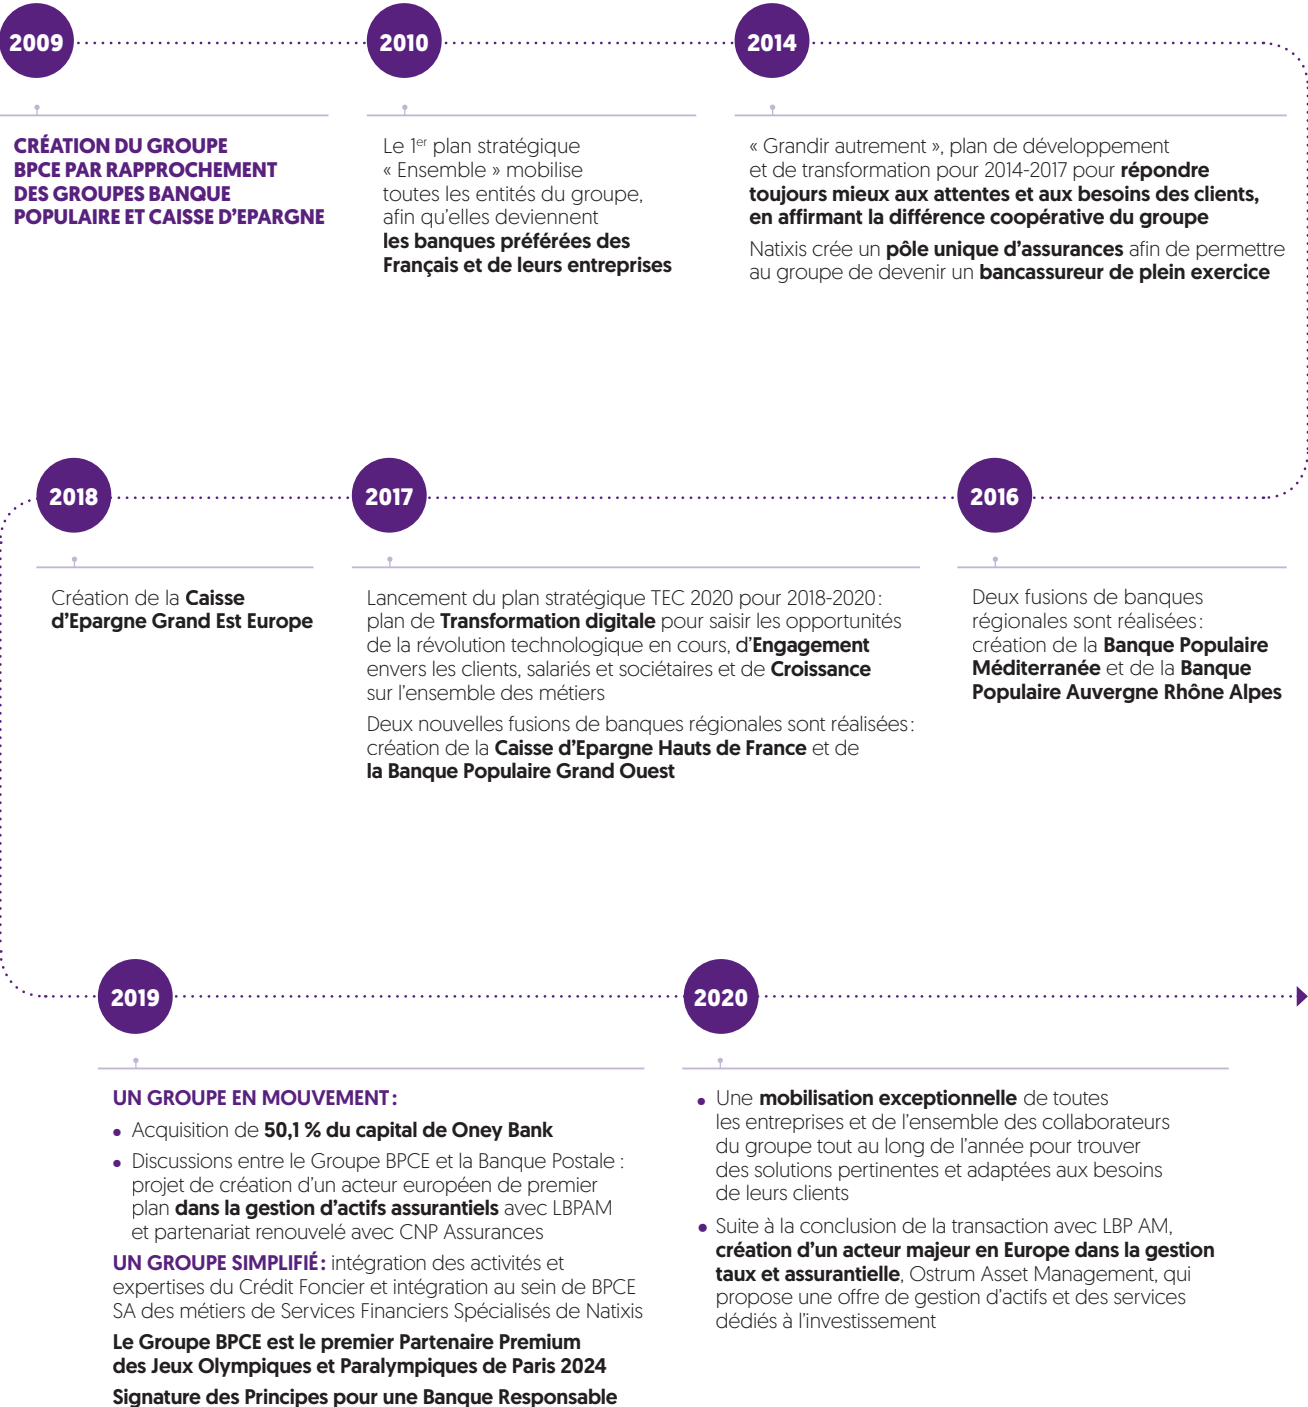 2009
CRÉATION DU GROUPE
BPCE PAR RAPPROCHEMENT
DES GROUPES BANQUE
POPULAIRE ET CAISSE D’EPARGNE
2010
Le 1er plan stratégique
« Ensemble » mobilise
toutes les entités du groupe,
afin qu’elles deviennent
les banques préférées des
Français et de leurs entreprises
2014
« Grandir autrement », plan de développement
et de transformation pour 2014-2017 pour répondre
toujours mieux aux attentes et aux besoins des clients,
en affirmant la différence coopérative du groupe
Natixis crée un pôle unique d’assurances afin de permettre
au groupe de devenir un bancassureur de plein exercice
2016
Deux fusions de banques
régionales sont réalisées :
création de la Banque Populaire
Méditerranée et de la Banque
Populaire Auvergne Rhône Alpes
2017
Lancement du plan stratégique TEC 2020 pour 2018-2020 :
plan de Transformation digitale pour saisir les opportunités
de la révolution technologique en cours, d’Engagement
envers les clients, salariés et sociétaires et de Croissance
sur l’ensemble des métiers
Deux nouvelles fusions de banques régionales sont réalisées :
création de la Caisse d’Epargne Hauts de France et de
la Banque Populaire Grand Ouest
2018
Création de la Caisse
d’Epargne Grand Est Europe
2019
UN GROUPE EN MOUVEMENT :
• Acquisition de 50,1 % du capital de Oney Bank
• Discussions entre le Groupe BPCE et la Banque Postale :
projet de création d’un acteur européen de premier
plan dans la gestion d’actifs assurantiels avec LBPAM
et partenariat renouvelé avec CNP Assurances
UN GROUPE SIMPLIFIÉ : intégration des activités et
expertises du Crédit Foncier et intégration au sein de BPCE
SA des métiers de Services Financiers Spécialisés de Natixis
Le Groupe BPCE est le premier Partenaire Premium
des Jeux Olympiques et Paralympiques de Paris 2024
Signature des Principes pour une Banque Responsable
2020
• Une mobilisation exceptionnelle de toutes
les entreprises et de l’ensemble des collaborateurs
du groupe tout au long de l’année pour trouver
des solutions pertinentes et adaptées aux besoins
de leurs clients
• Suite à la conclusion de la transaction avec LBP AM,
création d’un acteur majeur en Europe dans la gestion
taux et assurantielle, Ostrum Asset Management, qui
propose une offre de gestion d’actifs et des services
dédiés à l’investissement